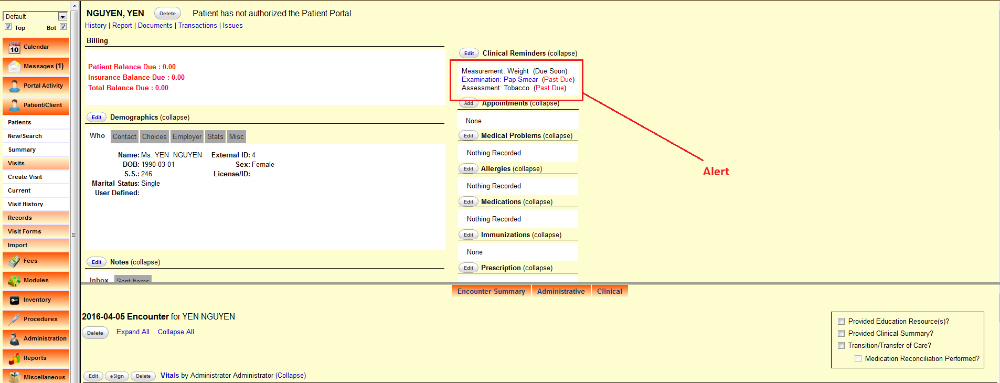 Default
Top Bot
Calendar
Messages (1)
Portal Activity
Patient/Client
Patients
New/Search
Summary
Visits
Create Visit
Current
Visit History
Records
Visit Forms
Import
Fees
Modules
Inventory
Procedures
Administration
Reports
Miscellaneous
NGUYEN, YEN Delete Patient has not authorized the Patient Portal.
History | Report | Documents | Transactions | Issues
Billing
Patient Balance Due : 0.00
Insurance Balance Due : 0.00
Total Balance Due : 0.00
Edit Demographics (collapse)
Who Contact Choices Employer Stats Misc
Name: Ms. YEN NGUYEN External ID: 4
DOB: 1990-03-01 Sex: Female
S.S.: 246 License/ID:
Marital Status: Single
User Defined:
Edit Notes (collapse)
Inbox Sent Items
Edit Clinical Reminders (collapse)
Measurement: Weight (Due Soon)
Examination: Pap Smear (Past Due)
Assessment: Tobacco (Past Due)
Add Appointments (collapse)
None
Edit Medical Problems (collapse)
Nothing Recorded
Edit Allergies (collapse)
Nothing Recorded
Edit Medications (collapse)
Nothing Recorded
Edit Immunizations (collapse)
None
Edit Prescription (collapse)
Alert
Encounter Summary Administrative Clinical
2016-04-05 Encounter for YEN NGUYEN
Delete Expand All Collapse All
Provided Education Resource(s)?
Provided Clinical Summary?
Transition/Transfer of Care?
Medication Reconciliation Performed?
Edit eSign Delete Vitals by Administrator Administrator (Collapse)